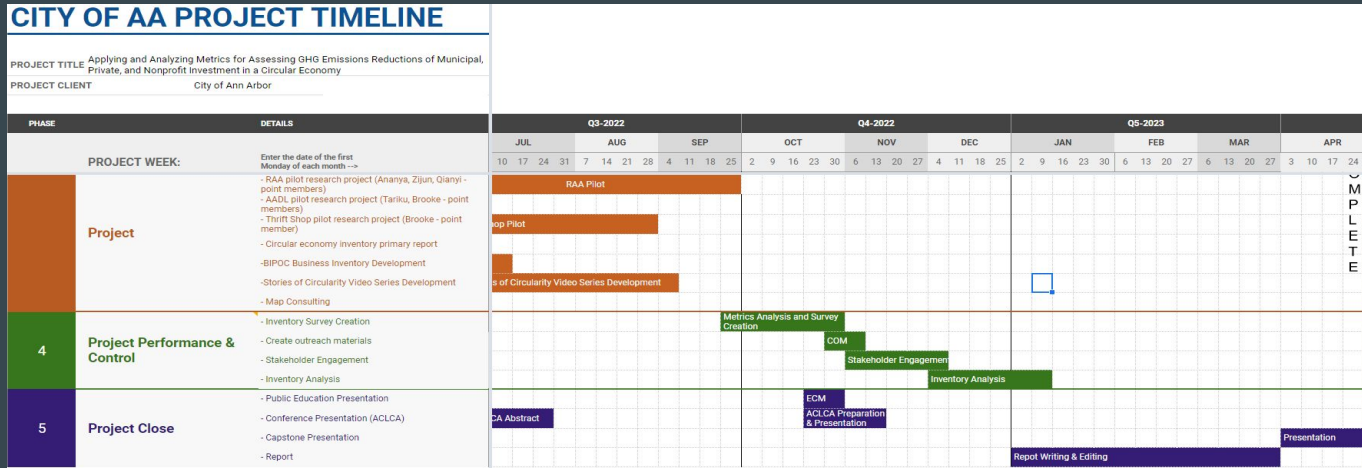 CITY OF AA PROJECT TIMELINE
PROJECT TITLE Applying and Analyzing Metrics for Assessing GHG Emissions Reductions of Municipal,
Private, and Nonprofit Investment in a Circular Economy
PROJECT CLIENT City of Ann Arbor
PHASE DETAILS Q3-2022 Q4-2022 Q5-2023
JUL AUG SEP OCT NOV DEC JAN FEB MAR APR
PROJECT WEEK: Enter the date of the first
Monday of each month -->
10 17 24 31 7 14 21 28 4 11 18 25 2 9 16 23 30 6 13 20 27 4 11 18 25 2 9 16 23 30 6 13 20 27 6 13 20 27 3 10 17 24
Project
- RAA pilot research project (Ananya, Zijun, Qianyi -
point members)
- AADL pilot research project (Tariku, Brooke - point
members)
- Thrift Shop pilot research project (Brooke - point
member)
- Circular economy inventory primary report
-BIPOC Business Inventory Development
-Stories of Circularity Video Series Development
- Map Consulting
RAA Pilot
op Pilot
s of Circularity Video Series Development
M
P
L
E
T
E
4 Project Performance &
Control
- Inventory Survey Creation
- Create outreach materials
- Stakeholder Engagement
- Inventory Analysis
Metrics Analysis and Survey
Creation
COM
Stakeholder Engagemen
Inventory Analysis
5 Project Close
- Public Education Presentation
- Conference Presentation (ACLCA)
- Capstone Presentation
- Report
ECM
CA Abstract
ACLCA Preparation
& Presentation
Presentation
Repot Writing & Editing